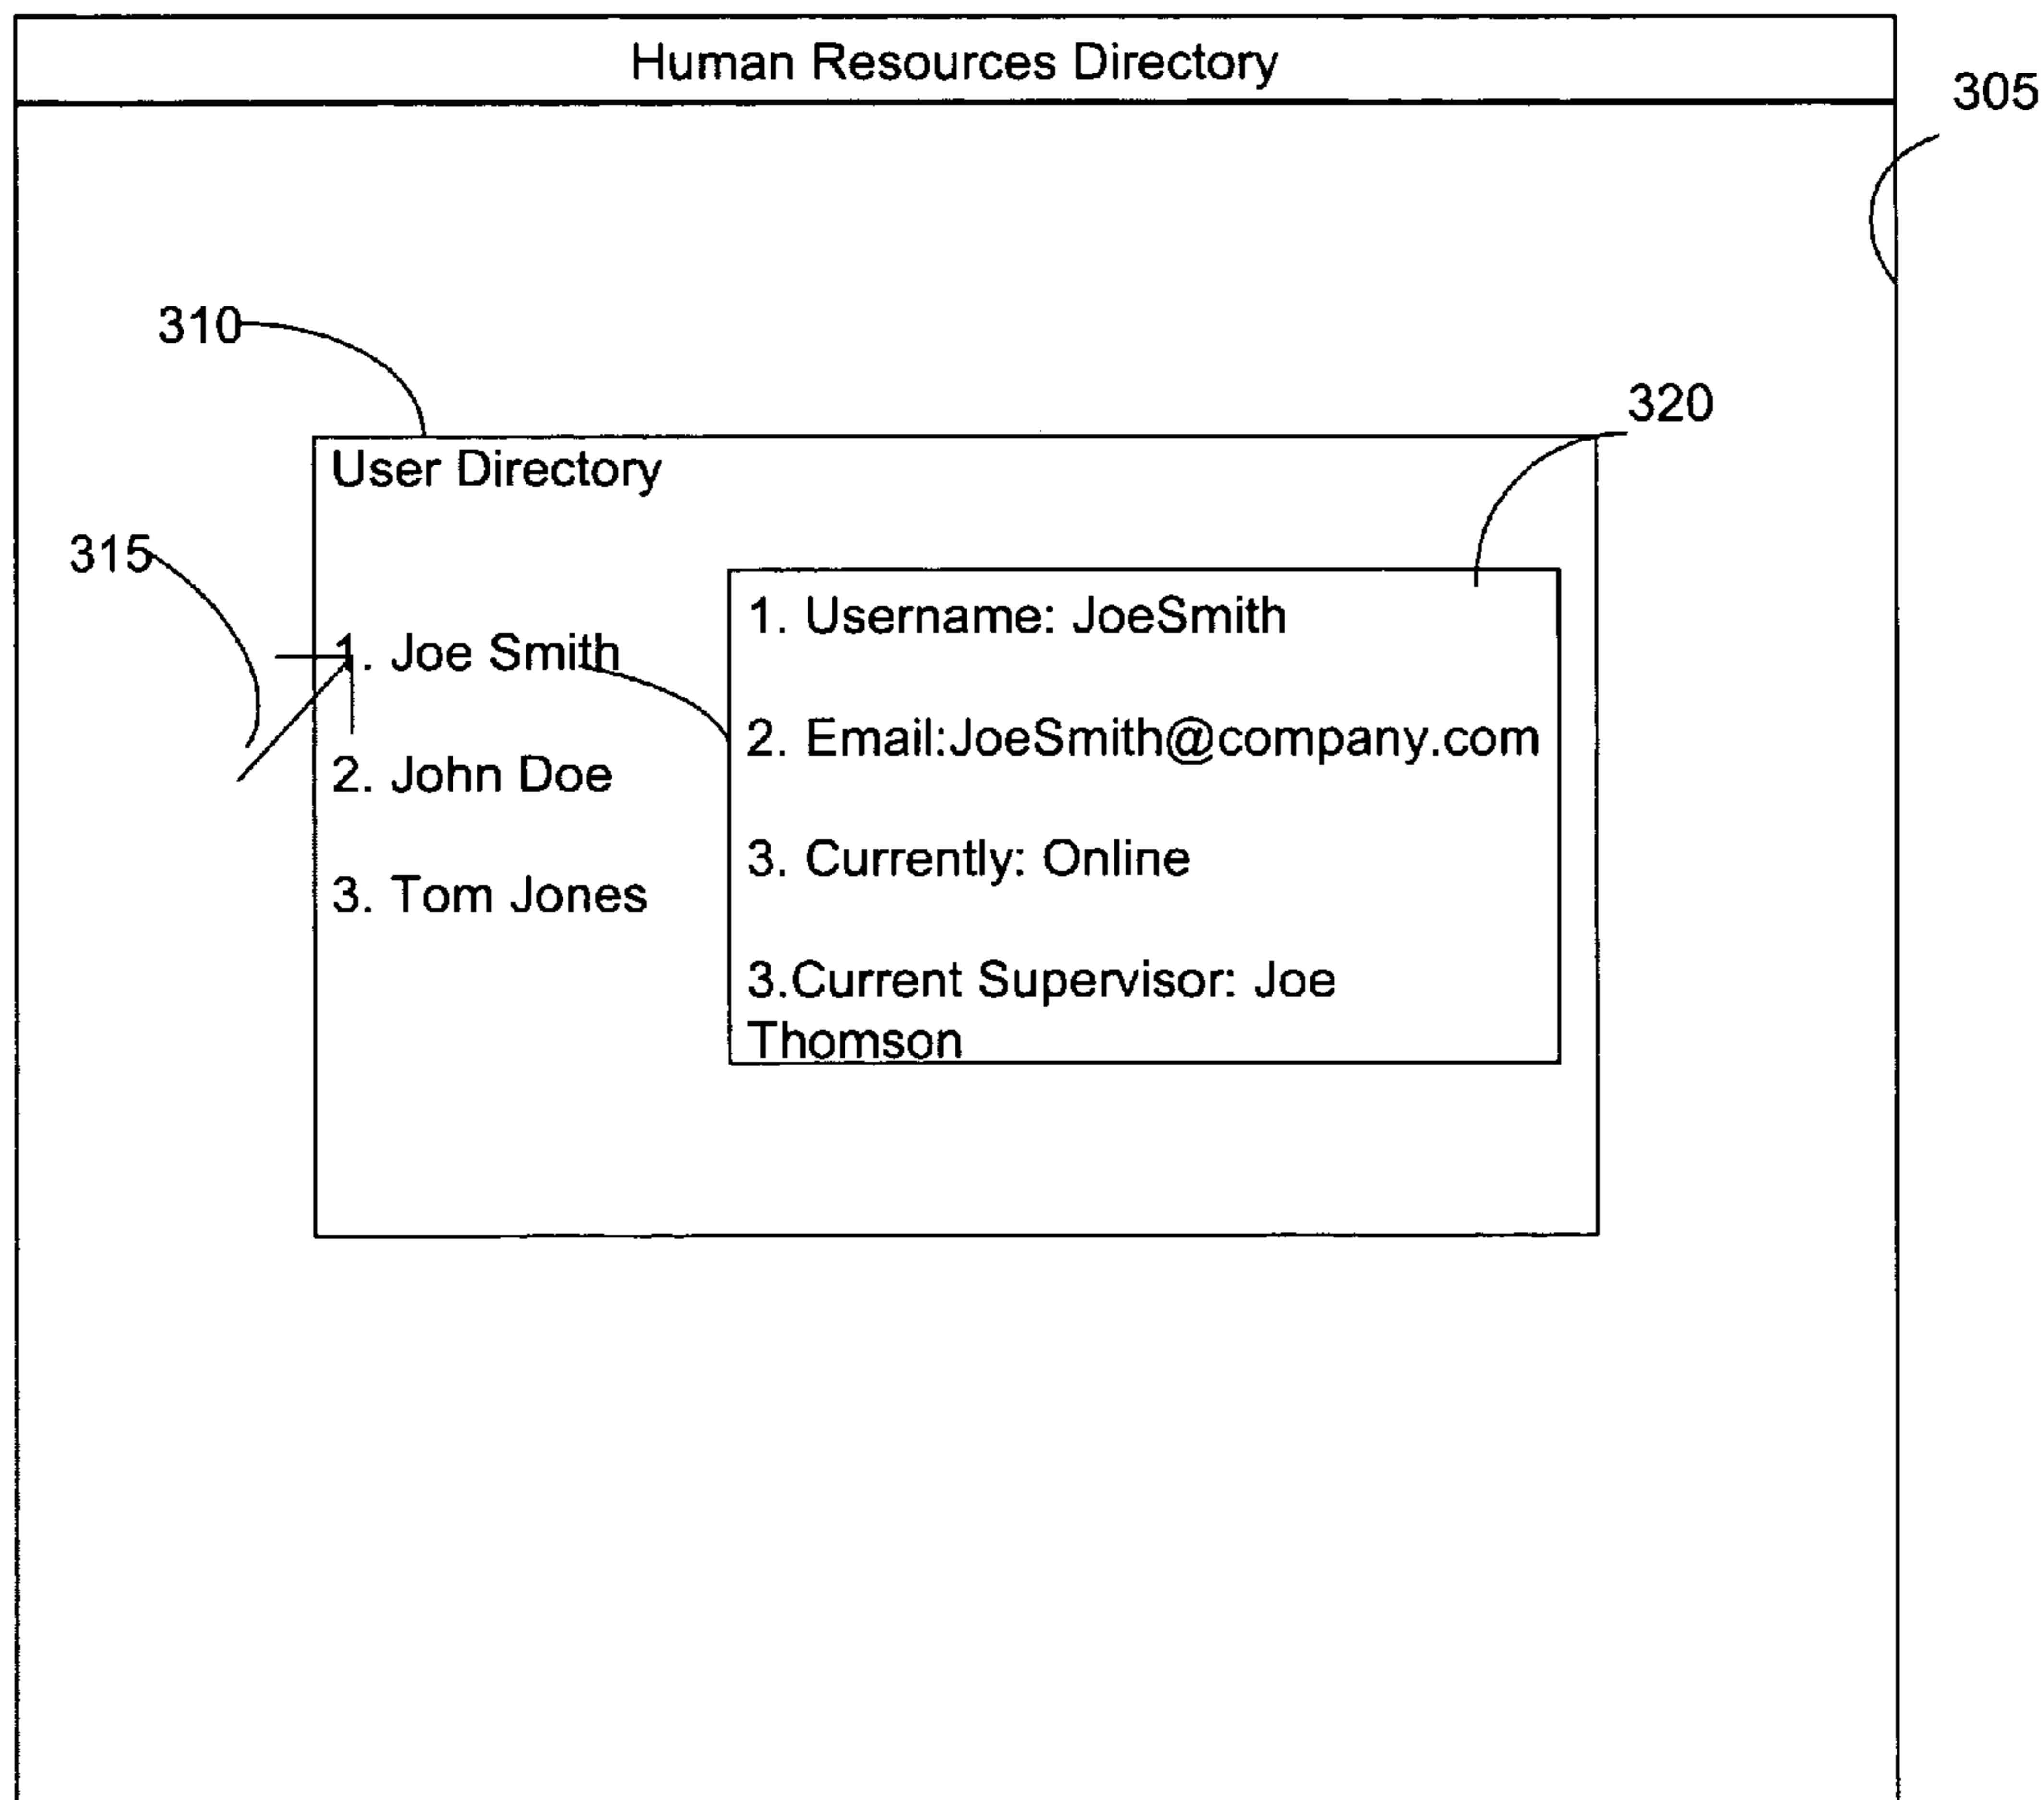 Human Resources Directory
305
310
320
User Directory
315
1. Username: JoeSmith
1. Joe Smith
2. Email:JoeSmith@company.com
2. John Doe
3. Currently: Online
3. Tom Jones
3.Current Supervisor: Joe
Thomson